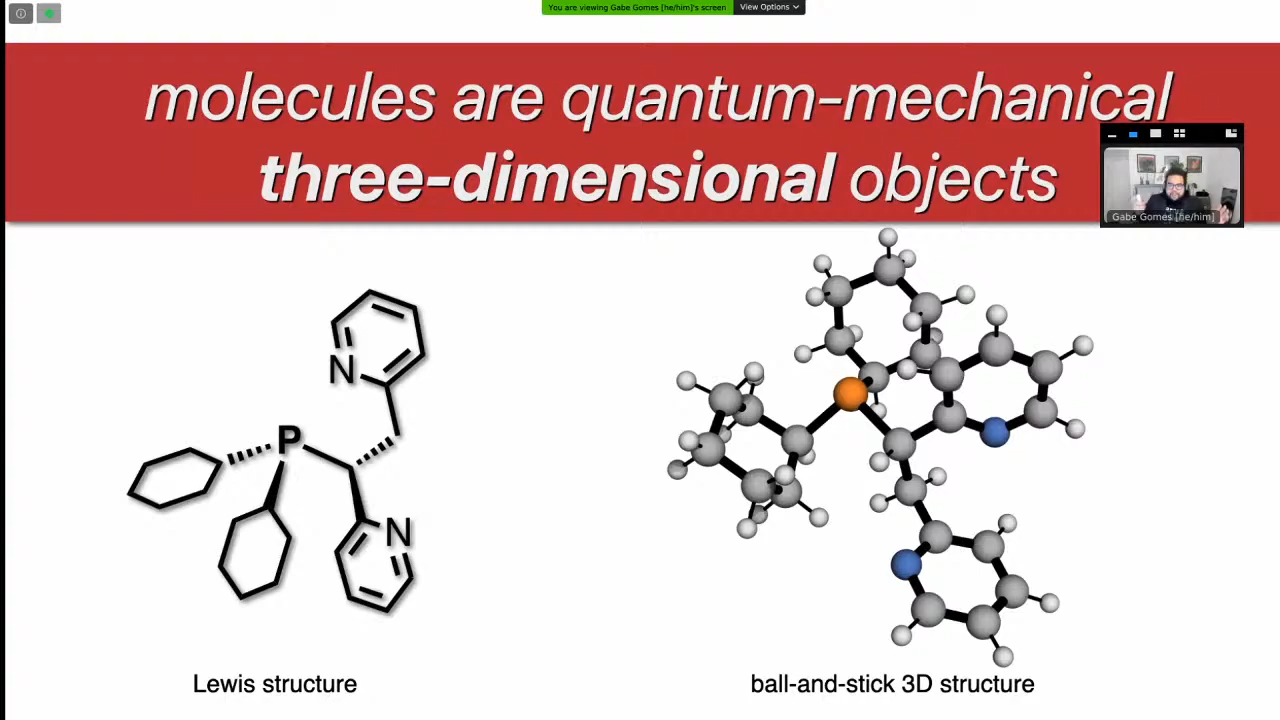 You are viewing Gabe Gomes [he/him]'s screen
View Options
molecules are quantum-mechanical
three-dimensional objects
Gabe Gomes [he/him]
N
P
N
Lewis structure
ball-and-stick 3D structure